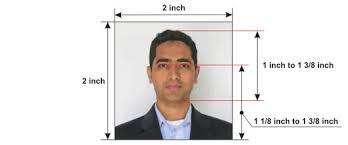 2 inch
2 inch
1 inch to 1 3/8 inch
1 1/8 inch to 1 3/8 inch